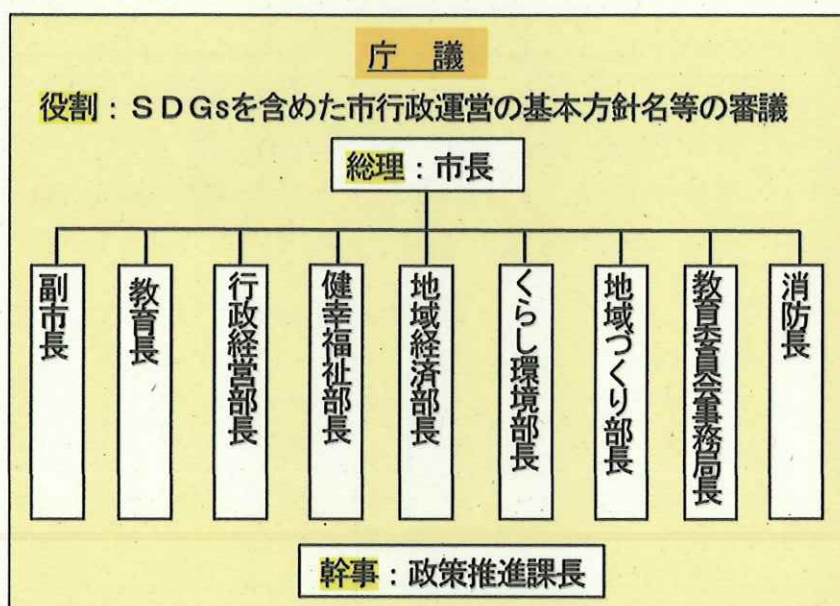 庁 議
役割：ＳＤＧsを含めた市行政運営の基本方針名等の審議
総理：市長
副市長
教育長
行政経営部長
健幸福祉部長
地域経済部長
くらし環境部長
地域づくり部長
教育委員会事務局長
消防長
幹事：政策推進課長